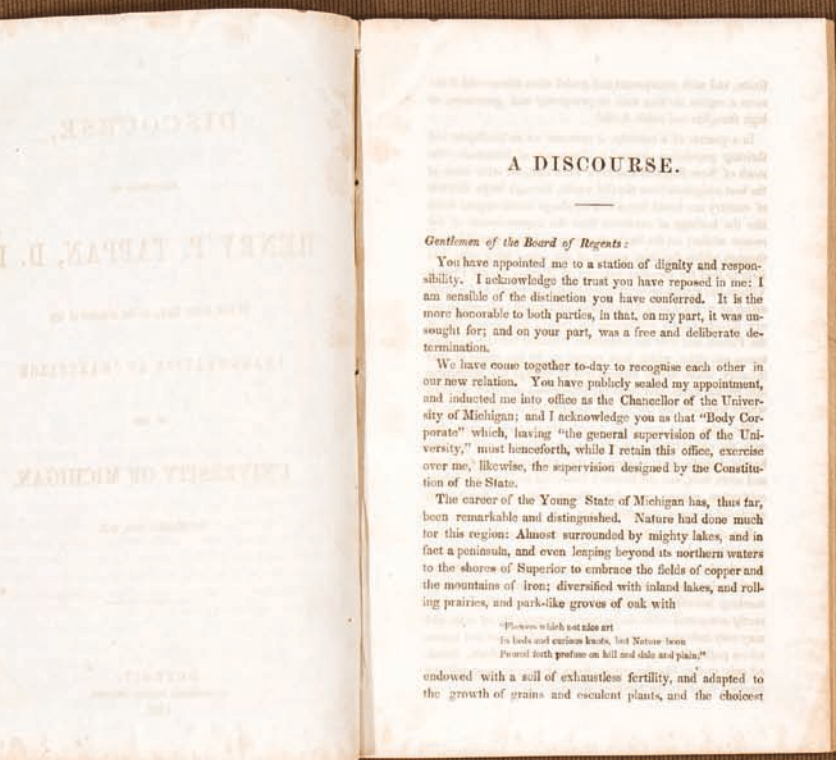 DISCOURSE,
HENRY P. TAPPAN, D. D
UNIVERSITY OF MICHIGAN,
DETROIT:
A DISCOURSE.
Gentlemen of the Board of Regents:
You have appointed me to a station of dignity and respon-
sibility. I acknowledge the trust you have reposed in me: I
am sensible of the distinction you have conferred. It is the
more honorable to both parties, in that, on my part, it was un-
sought for; and on your part, was a free and deliberate de-
termination.
We have come together to-day to recognise each other in
our new relation. You have publicly sealed my appointment,
and inducted me into office as the Chancellor of the Univer-
sity of Michigan; and I acknowledge you as that "Body Cor-
porate" which, having "the general supervision of the Uni-
versity," must henceforth, while I retain this office, exercise
over me, likewise, the supervision designed by the Constitu-
tion of the State.
The career of the Young State of Michigan has, thus far,
been remarkable and distinguished. Nature had done much
for this region: Almost surrounded by mighty lakes, and in
fact a peninsula, and even leaping beyond its northern waters
to the shores of Superior to embrace the fields of copper and
the mountains of iron; diversified with inland lakes, and roll-
ing prairies, and park-like groves of oak with
"Flowers which not nice art
In beds and curious knots, but Nature boon
Poured forth profuse on hill and dale and plain;"
endowed with a soil of exhaustless fertility, and adapted to
the growth of grains and esculent plants, and the choicest